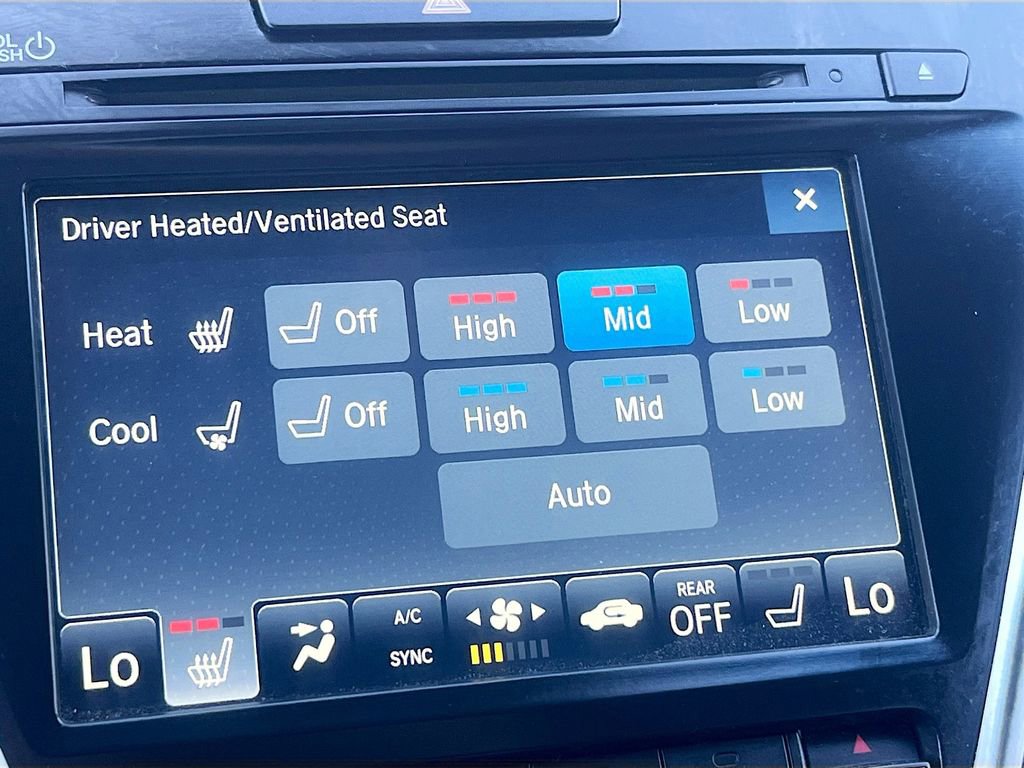 Driver Heated/Ventilated Seat
Heat Off High Mid Low
Cool Off High Mid Low
Auto
Lo A/C SYNC REAR OFF Lo